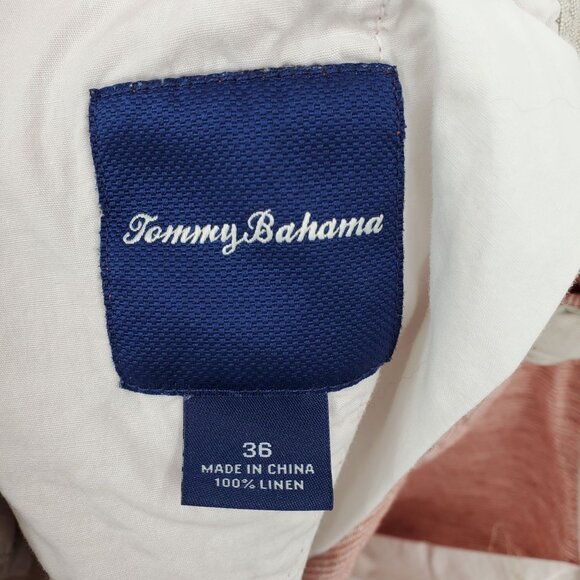 Tommy Bahama
36
MADE IN CHINA
100% LINEN